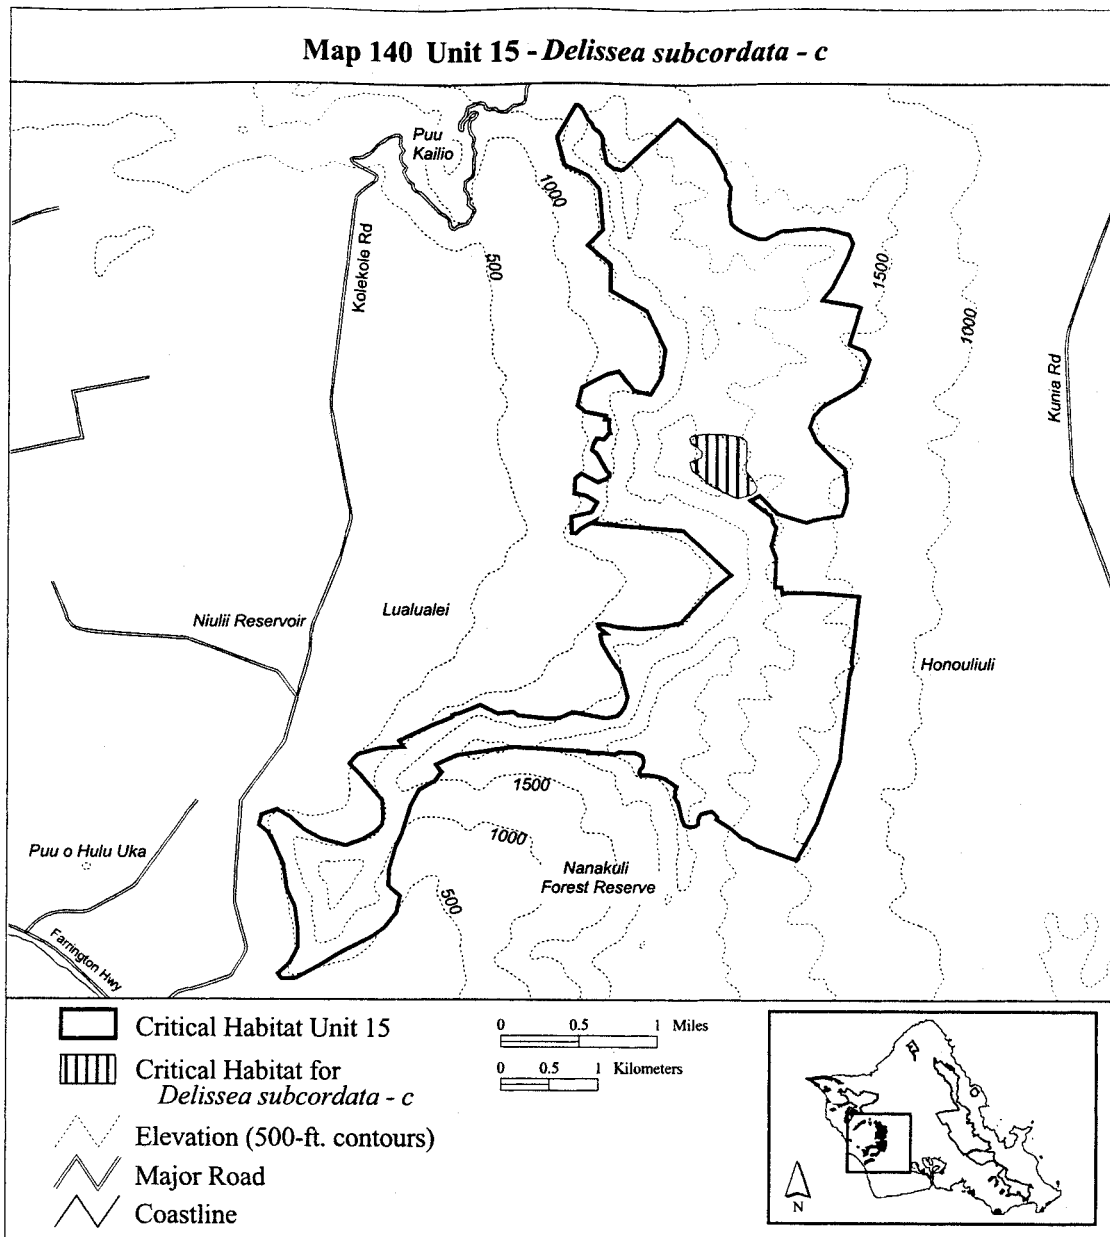 Map 140 Unit 15 - Delissea subcordata - c
Puu
Kailio
1000
500
Kolekole Rd
1500
1000
Kunia Rd
Niulii Reservoir
Lualualei
Honouliuli
1500
1000
Puu o Hulu Uka
Nanakuli
Forest Reserve
500
Farrington Hwy
Critical Habitat Unit 15
Critical Habitat for
Delissea subcordata - c
Elevation (500-ft. contours)
Major Road
Coastline
0 0.5 1 Miles
0 0.5 1 Kilometers
N